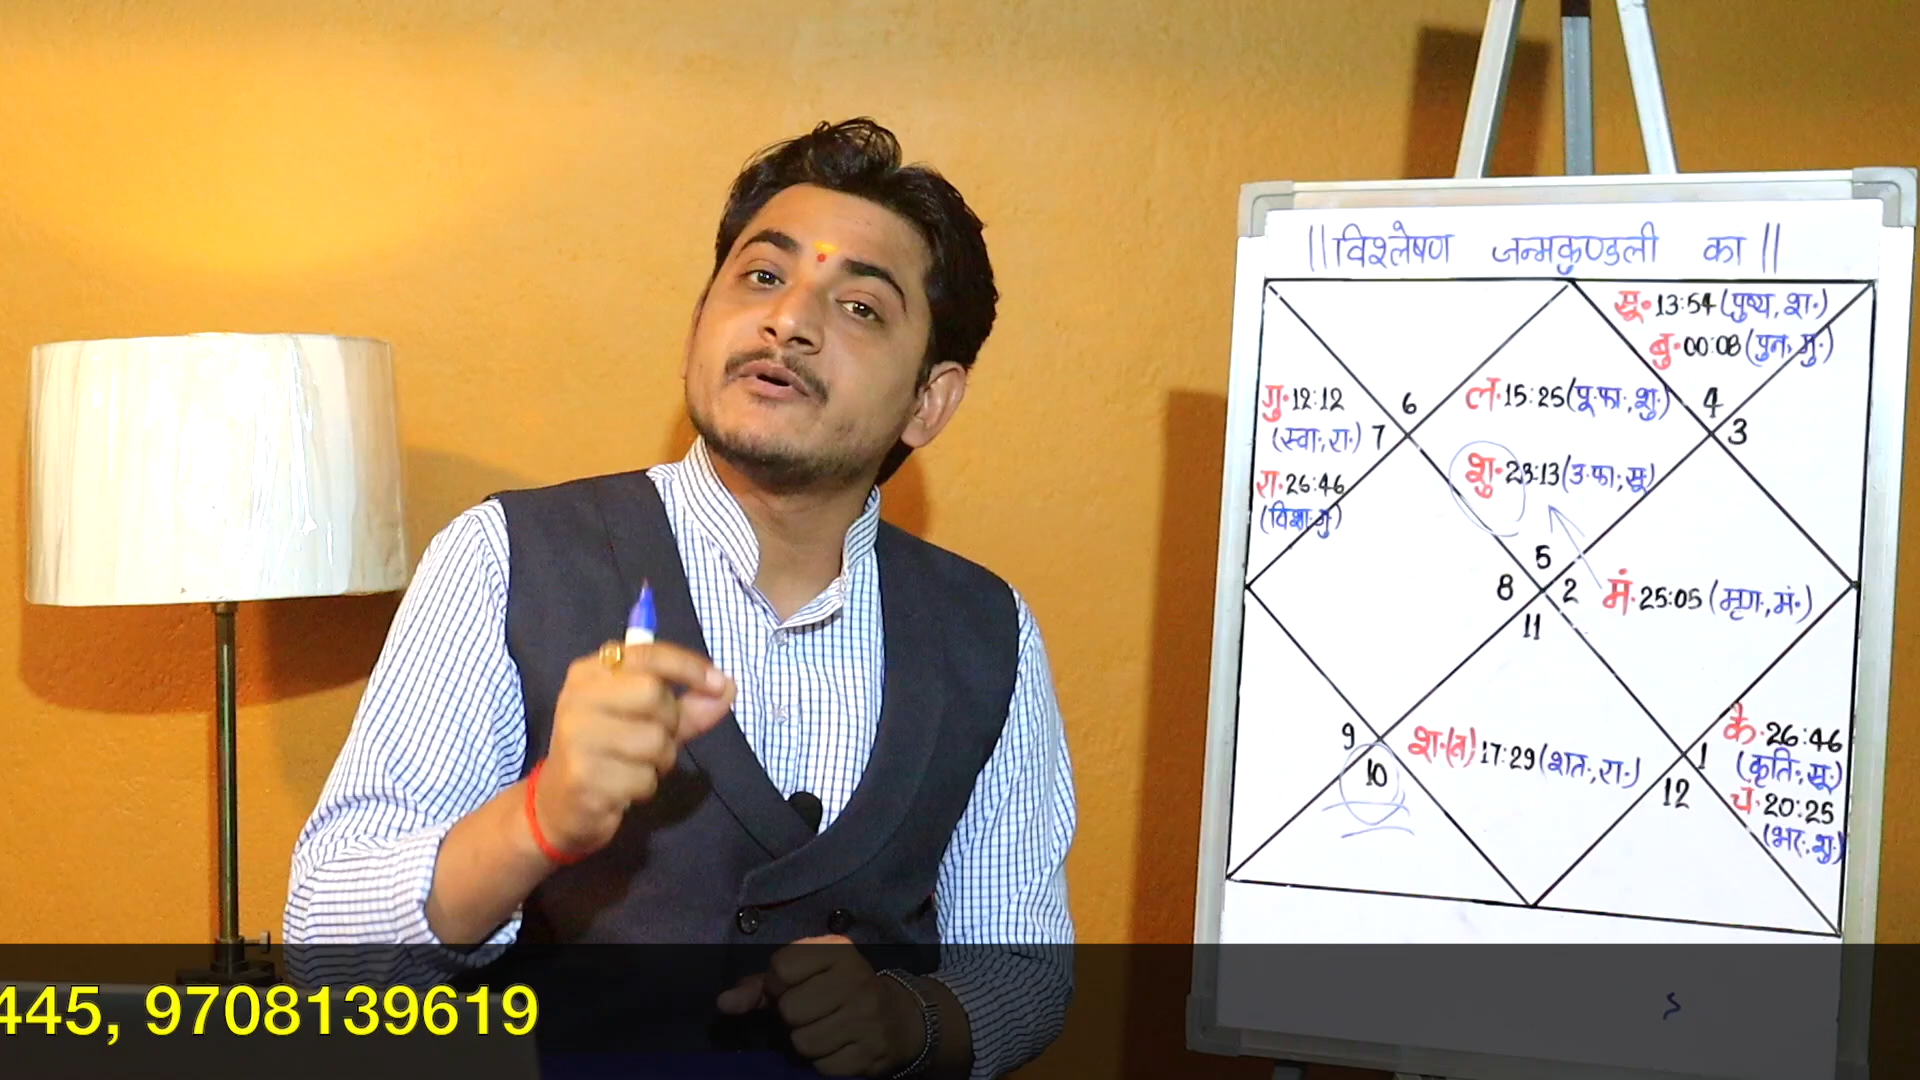 ||विश्लेषण जन्मकुण्डली का||
सू॰13:54(पुष्य, श॰)
बु॰00:08(पुन॰, गु॰)
ल॰15:25(पू.फा॰,शु॰)
4
3
6
गु॰12:12
(स्वा॰, रा॰) 7
शु॰23:13(उ.फा॰,सू)
रा॰26:46
(विशा॰गु)
5
8
2
मं॰25:05(मृग॰,मं॰)
11
9
श॰(व)17:29(शत॰,रा॰)
10
1
12
के॰26:46
(कृति॰,सू॰)
चं॰20:25
(भर॰,शु॰)
445, 9708139619